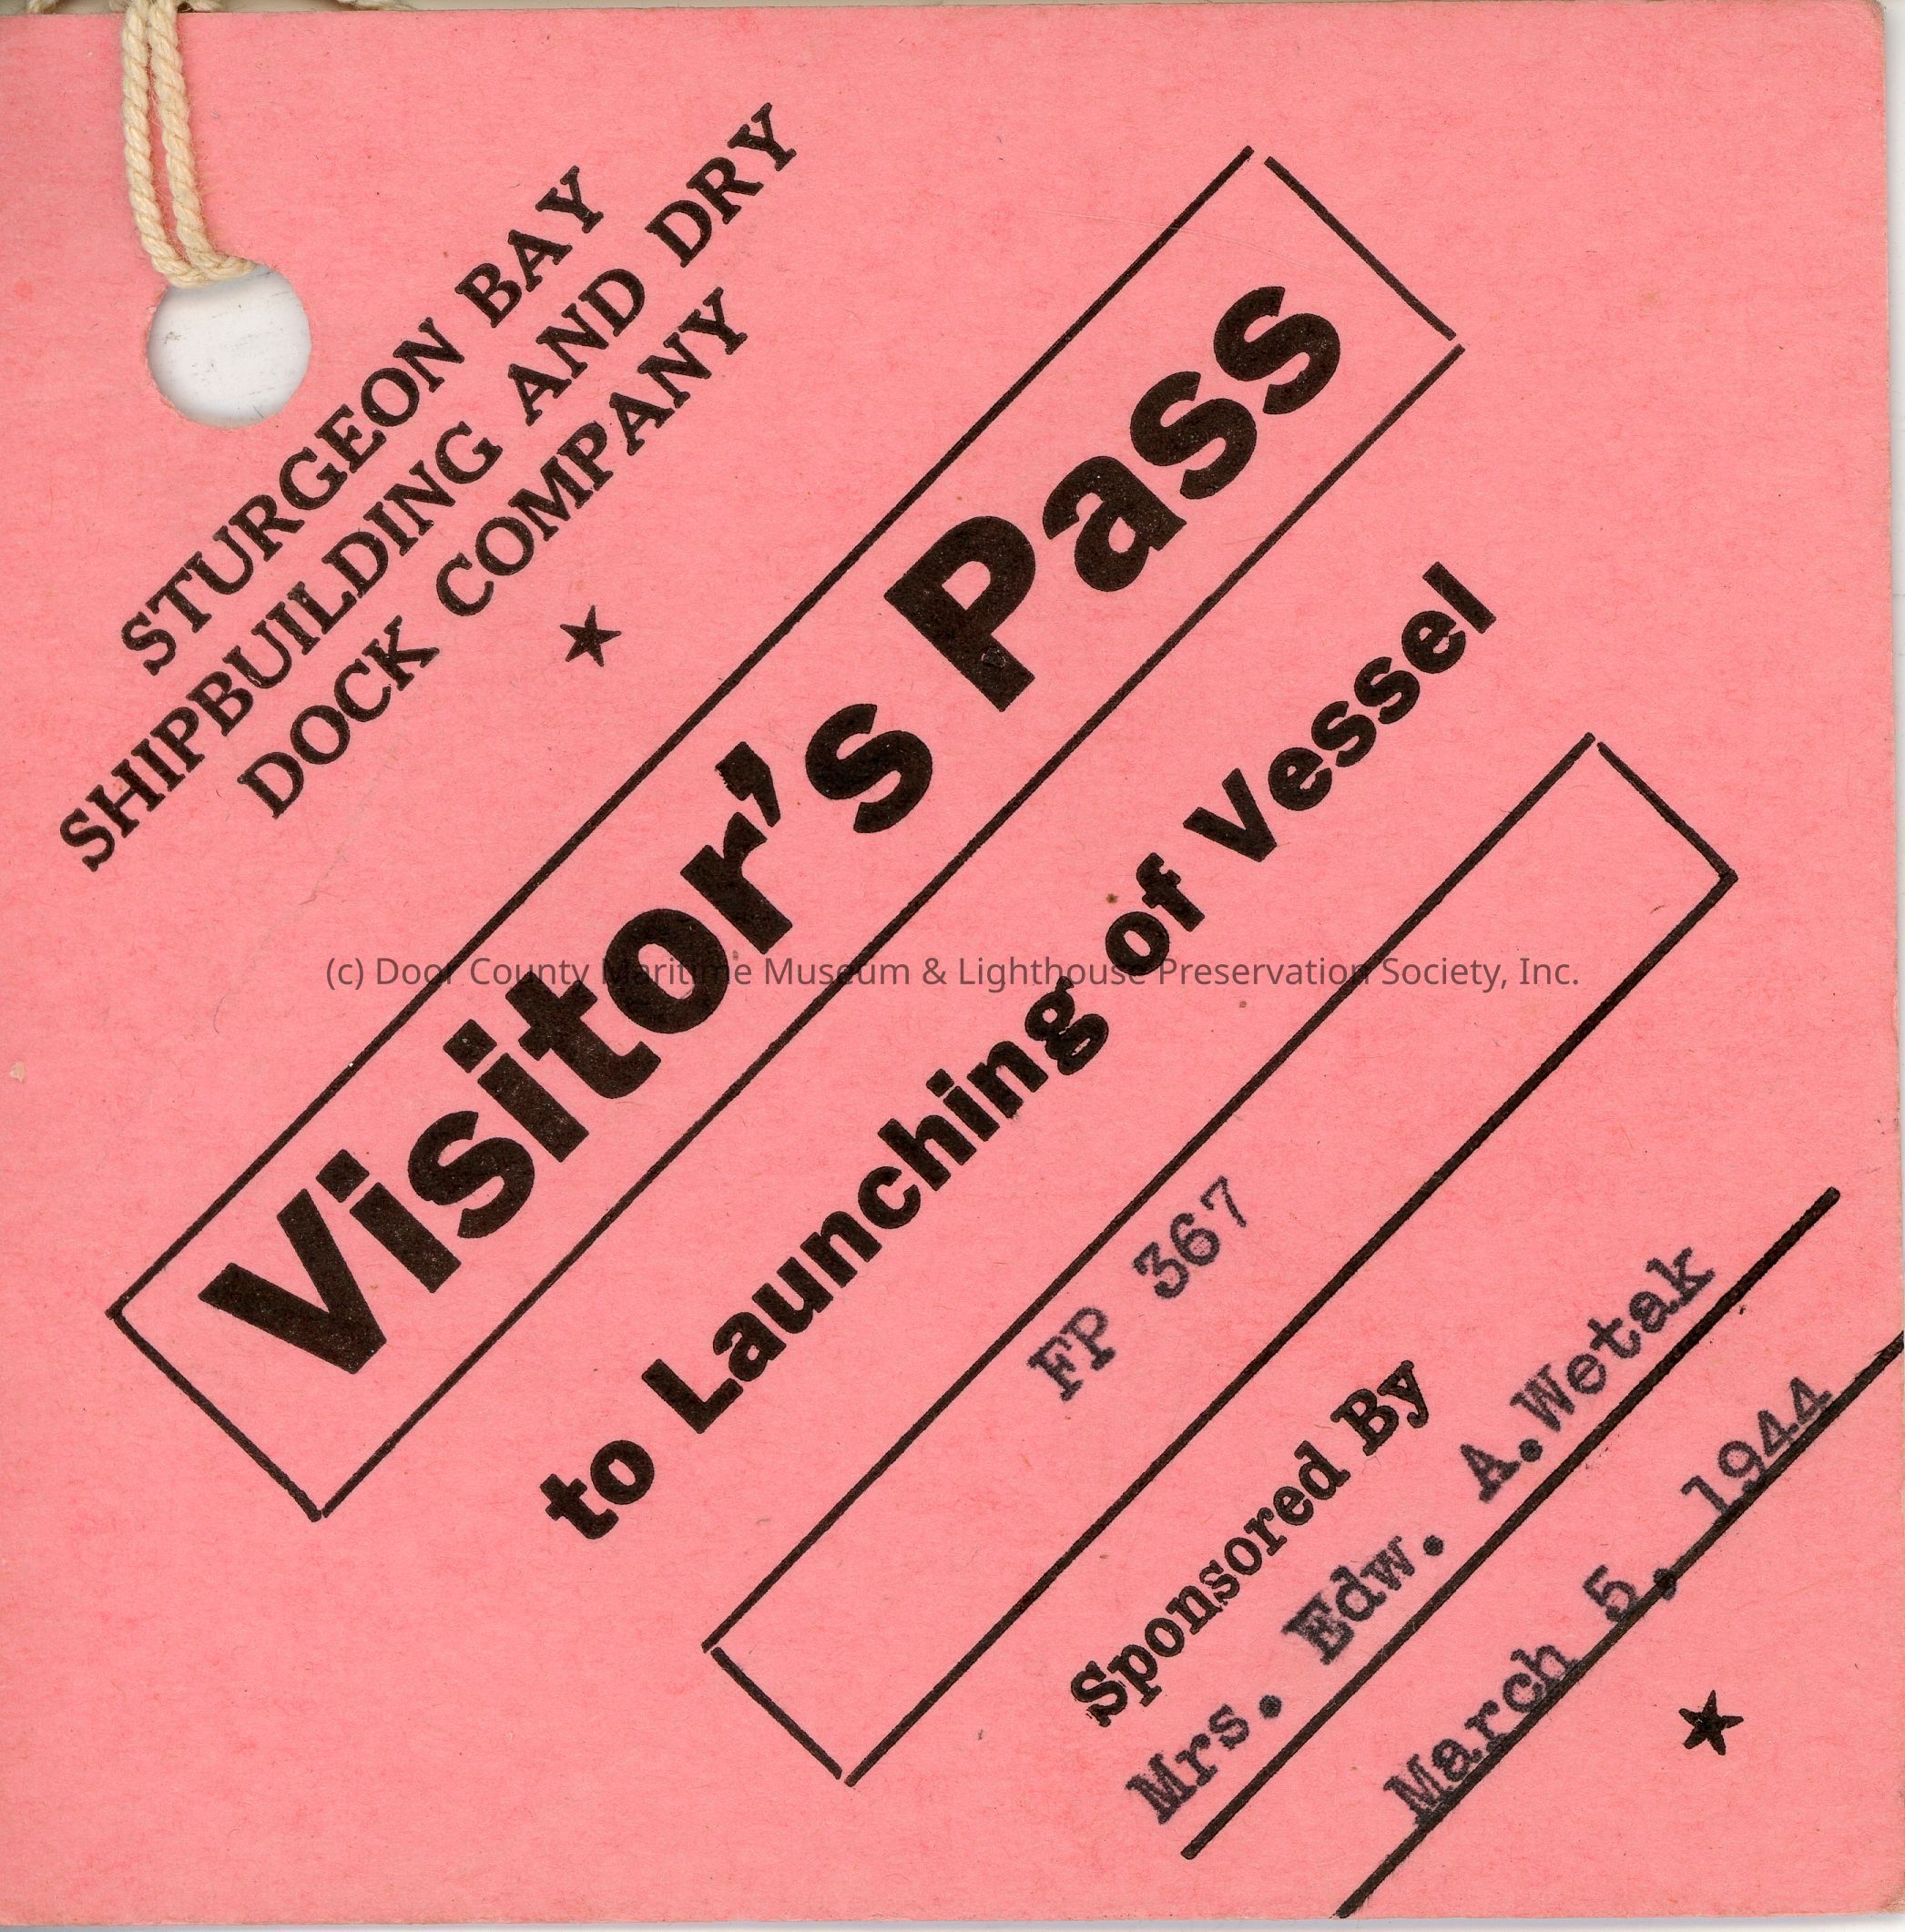 STURGEON BAY
SHIPBUILDING AND DRY
DOCK COMPANY
Visitor's Pass
to Launching of Vessel
FP 367
Sponsored By
Mrs. Edw. A.Wetak
March 5, 1944
(c) Door County Maritime Museum & Lighthouse Preservation Society, Inc.